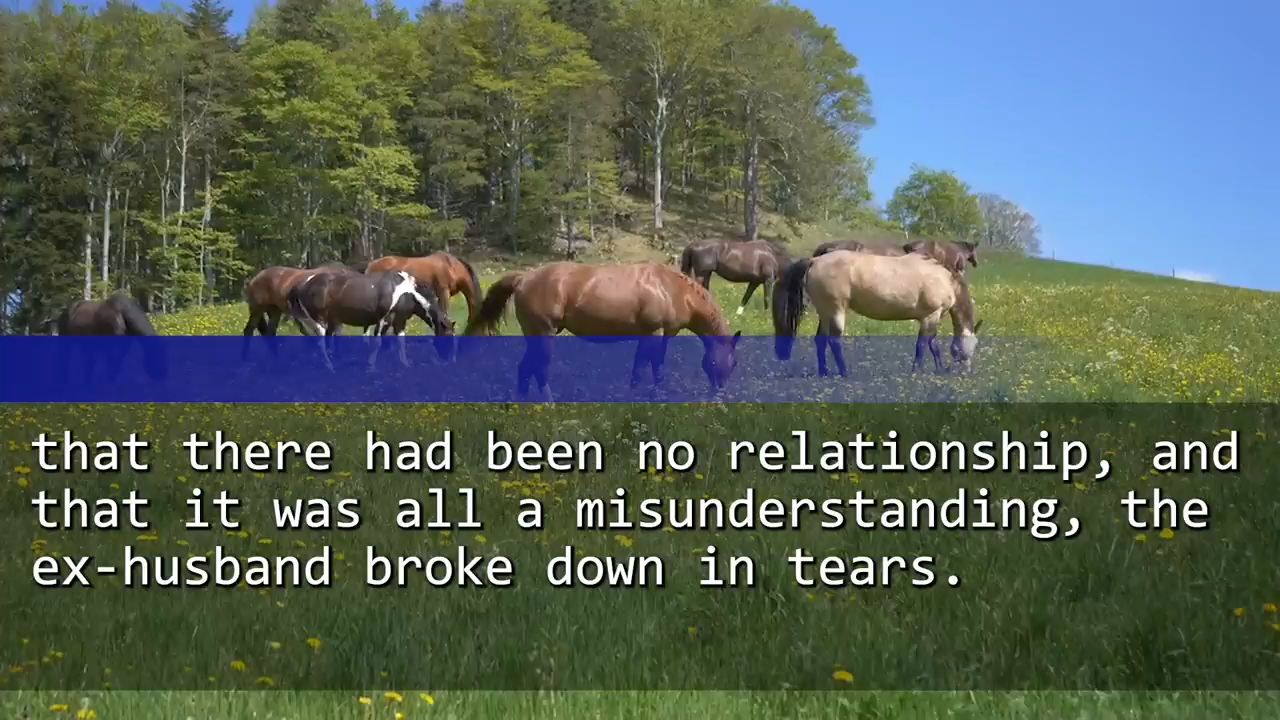 that there had been no relationship, and
that it was all a misunderstanding, the
ex-husband broke down in tears.